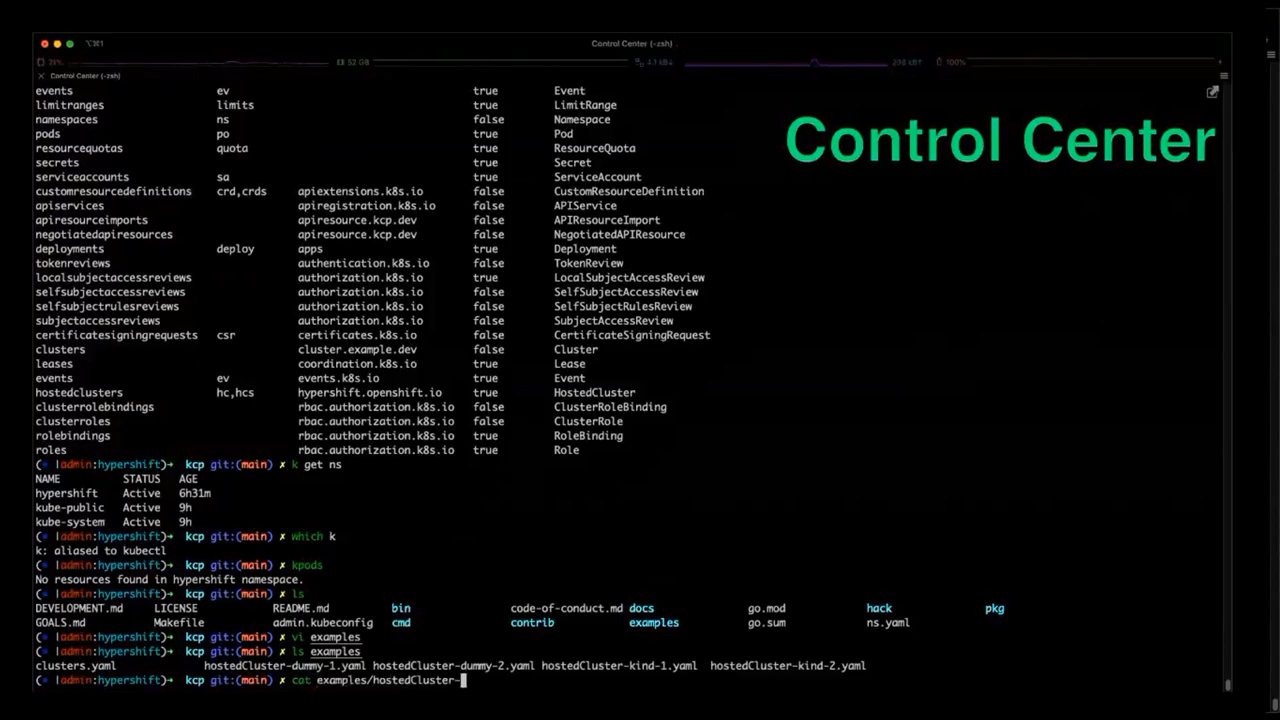 ⌥⌘1 Control Center (-zsh)
52 GB
100%
Control Center (-zsh)
Control Center
events ev true Event
limitranges limits true LimitRange
namespaces ns false Namespace
pods po true Pod
resourcequotas quota true ResourceQuota
secrets true Secret
serviceaccounts sa true ServiceAccount
customresourcedefinitions crd,crds apiextensions.k8s.io false CustomResourceDefinition
apiservices apiregistration.k8s.io false APIService
apiresourceimports apiresource.kcp.dev false APIResourceImport
negotiatedapiresources apiresource.kcp.dev false NegotiatedAPIResource
deployments deploy apps true Deployment
tokenreviews authentication.k8s.io false TokenReview
localsubjectaccessreviews authorization.k8s.io true LocalSubjectAccessReview
selfsubjectaccessreviews authorization.k8s.io false SelfSubjectAccessReview
selfsubjectrulesreviews authorization.k8s.io false SelfSubjectRulesReview
subjectaccessreviews authorization.k8s.io false SubjectAccessReview
certificatesigningrequests csr certificates.k8s.io false CertificateSigningRequest
clusters cluster.example.dev false Cluster
leases coordination.k8s.io true Lease
events ev events.k8s.io true Event
hostedclusters hc,hcs hypershift.openshift.io true HostedCluster
clusterrolebindings rbac.authorization.k8s.io false ClusterRoleBinding
clusterroles rbac.authorization.k8s.io false ClusterRole
rolebindings rbac.authorization.k8s.io true RoleBinding
roles rbac.authorization.k8s.io true Role
(⎈ |admin:hypershift)➜ kcp git:(main) ✗ k get ns
NAME STATUS AGE
hypershift Active 6h31m
kube-public Active 9h
kube-system Active 9h
(⎈ |admin:hypershift)➜ kcp git:(main) ✗ which k
k: aliased to kubectl
(⎈ |admin:hypershift)➜ kcp git:(main) ✗ kpods
No resources found in hypershift namespace.
(⎈ |admin:hypershift)➜ kcp git:(main) ✗ ls
DEVELOPMENT.md LICENSE README.md bin code-of-conduct.md docs go.mod hack pkg
GOALS.md Makefile admin.kubeconfig cmd contrib examples go.sum ns.yaml
(⎈ |admin:hypershift)➜ kcp git:(main) ✗ vi examples
(⎈ |admin:hypershift)➜ kcp git:(main) ✗ ls examples
clusters.yaml hostedCluster-dummy-1.yaml hostedCluster-dummy-2.yaml hostedCluster-kind-1.yaml hostedCluster-kind-2.yaml
(⎈ |admin:hypershift)➜ kcp git:(main) ✗ cat examples/hostedCluster-